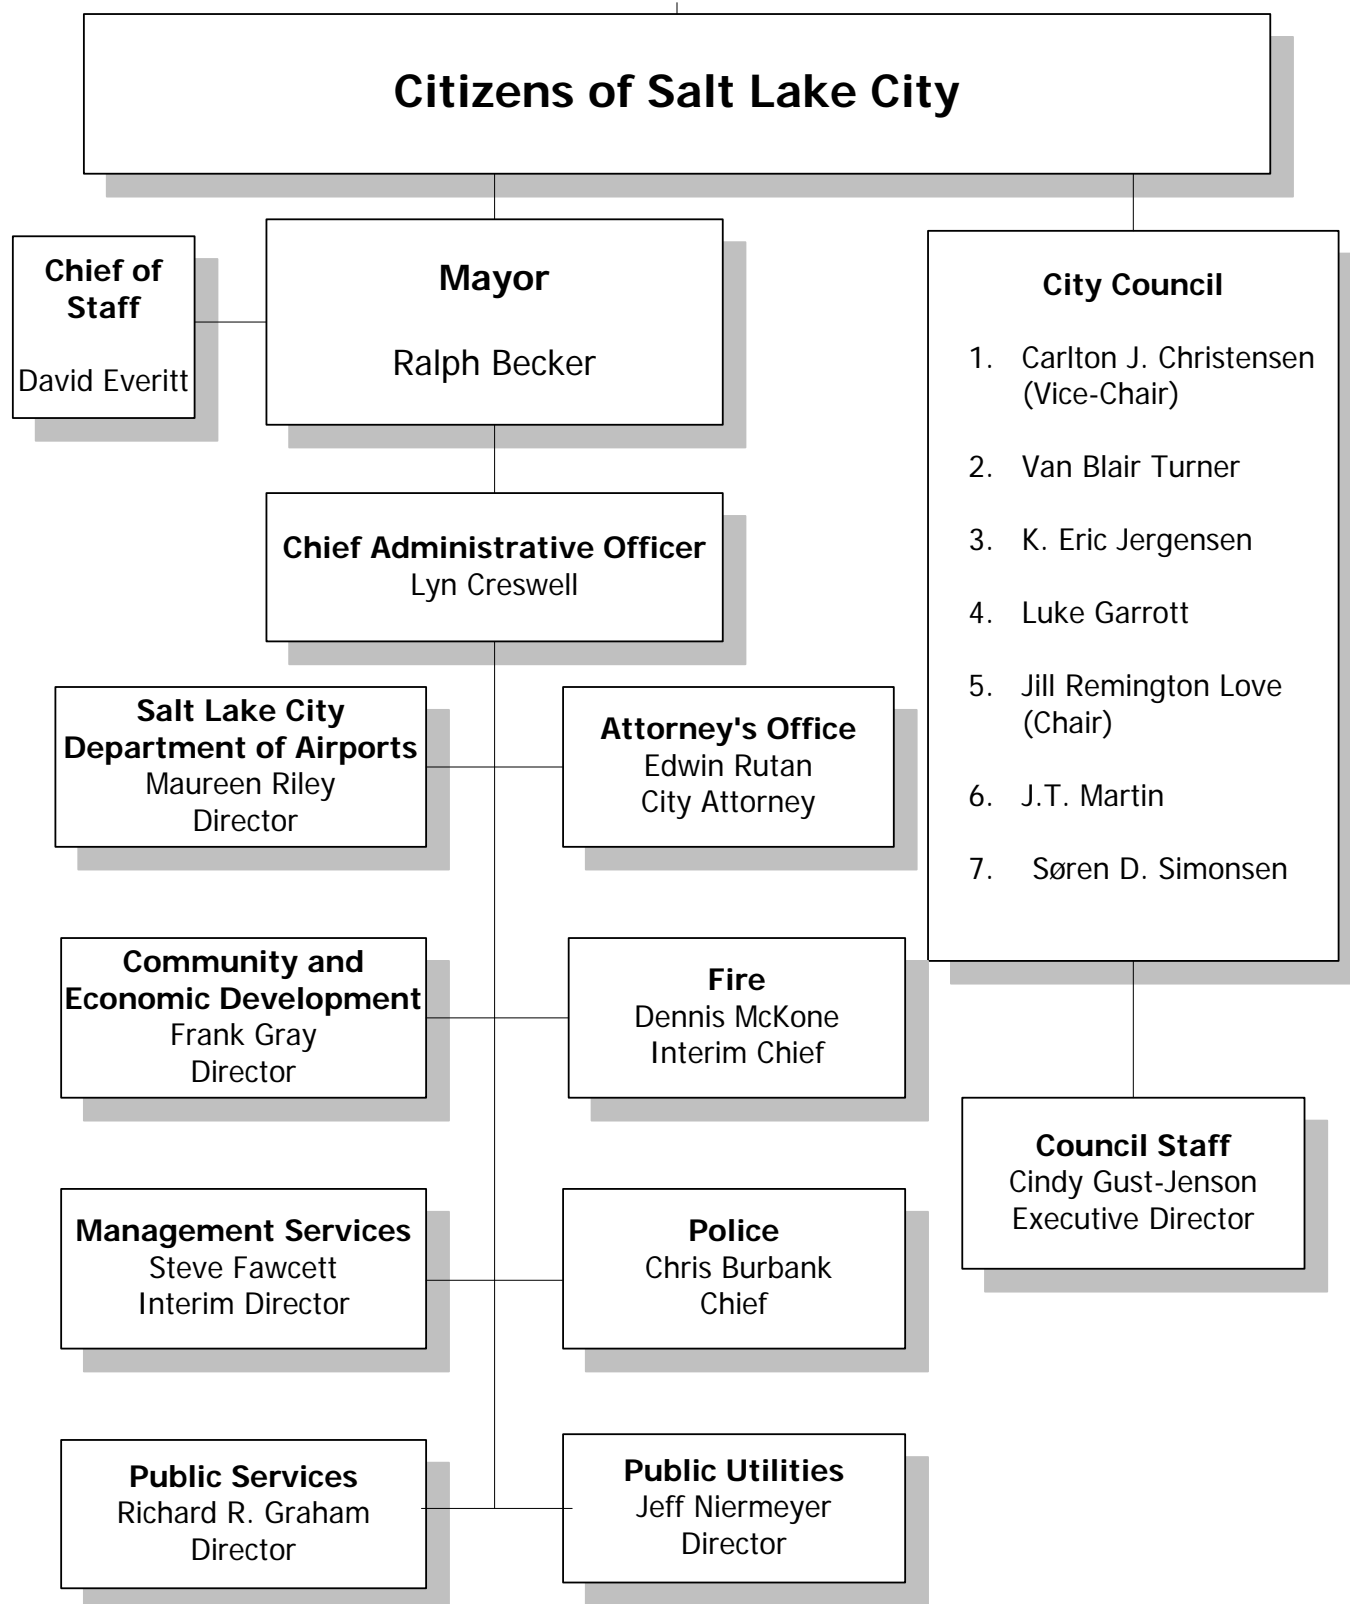 Citizens of Salt Lake City
Chief of
Staff
David Everitt
Mayor
Ralph Becker
City Council
1. Carlton J. Christensen
(Vice-Chair)
2. Van Blair Turner
3. K. Eric Jergensen
4. Luke Garrott
5. Jill Remington Love
(Chair)
6. J.T. Martin
7. Søren D. Simonsen
Chief Administrative Officer
Lyn Creswell
Salt Lake City
Department of Airports
Maureen Riley
Director
Attorney's Office
Edwin Rutan
City Attorney
Community and
Economic Development
Frank Gray
Director
Fire
Dennis McKone
Interim Chief
Council Staff
Cindy Gust-Jenson
Executive Director
Management Services
Steve Fawcett
Interim Director
Police
Chris Burbank
Chief
Public Services
Richard R. Graham
Director
Public Utilities
Jeff Niermeyer
Director